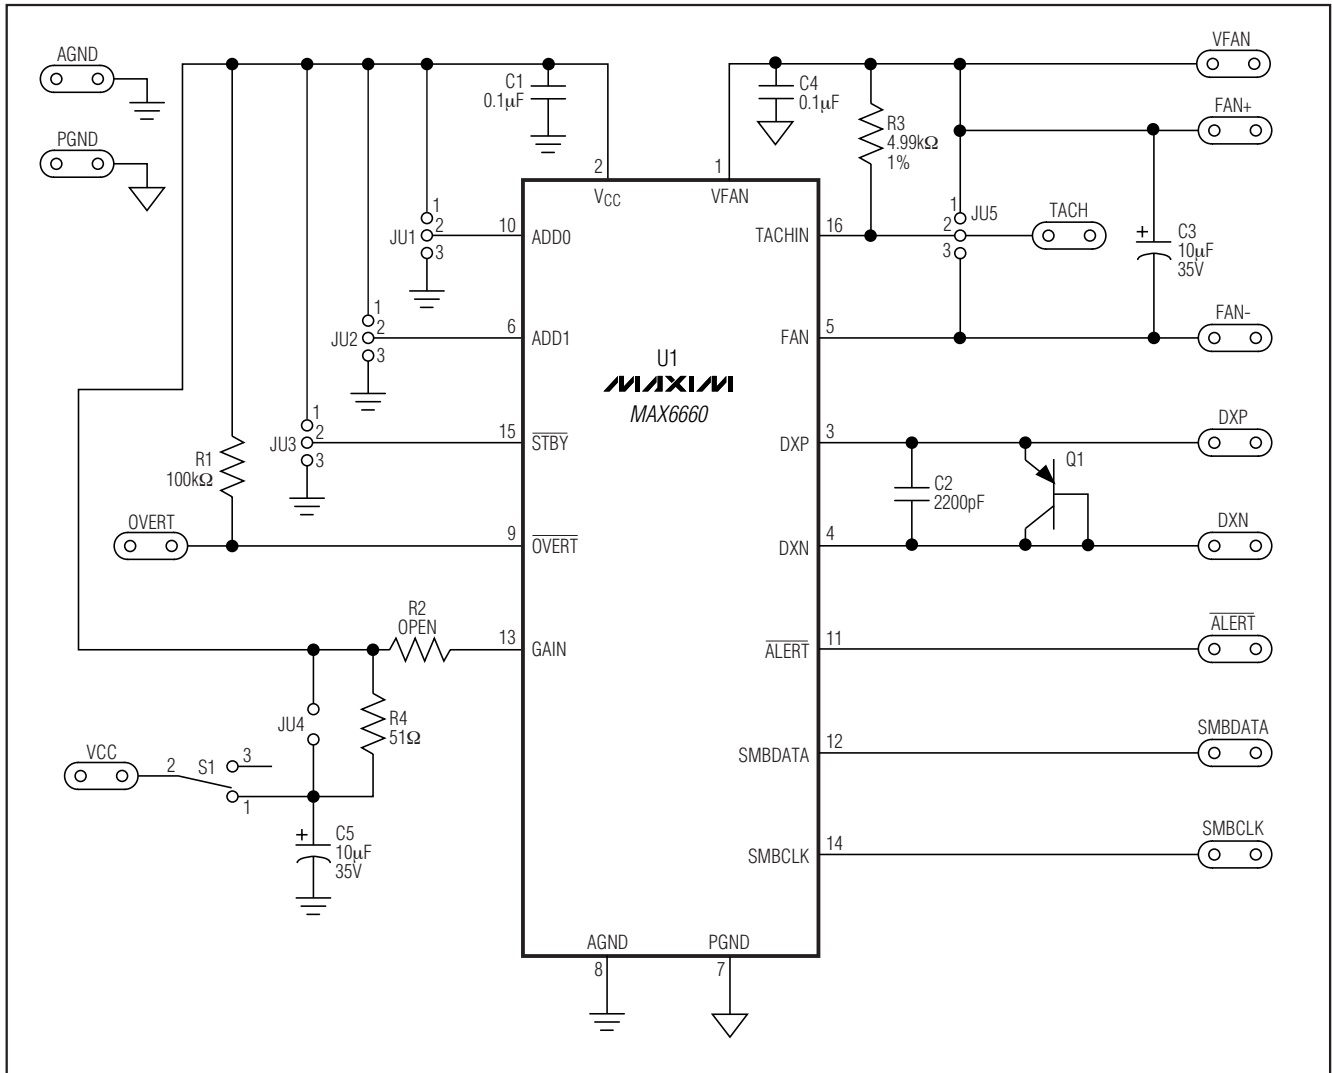 AGND
PGND
C1
0.1µF
C4
0.1µF
VFAN
FAN+
R3
4.99kΩ
1%
2
1
VCC
VFAN
1
2
3
JU1
10
ADD0
TACHIN
16
1
2
3
JU5
TACH
+
C3
10µF
35V
1
2
3
JU2
6
ADD1
FAN
5
FAN-
U1
MAXIM
MAX6660
1
2
3
JU3
15
STBY
DXP
3
DXP
R1
100kΩ
C2
2200pF
Q1
OVERT
9
OVERT
DXN
4
DXN
R2
OPEN
13
GAIN
ALERT
11
ALERT
JU4
R4
51Ω
VCC
2
S1
3
1
SMBDATA
12
SMBDATA
+
C5
10µF
35V
SMBCLK
14
SMBCLK
AGND
8
PGND
7